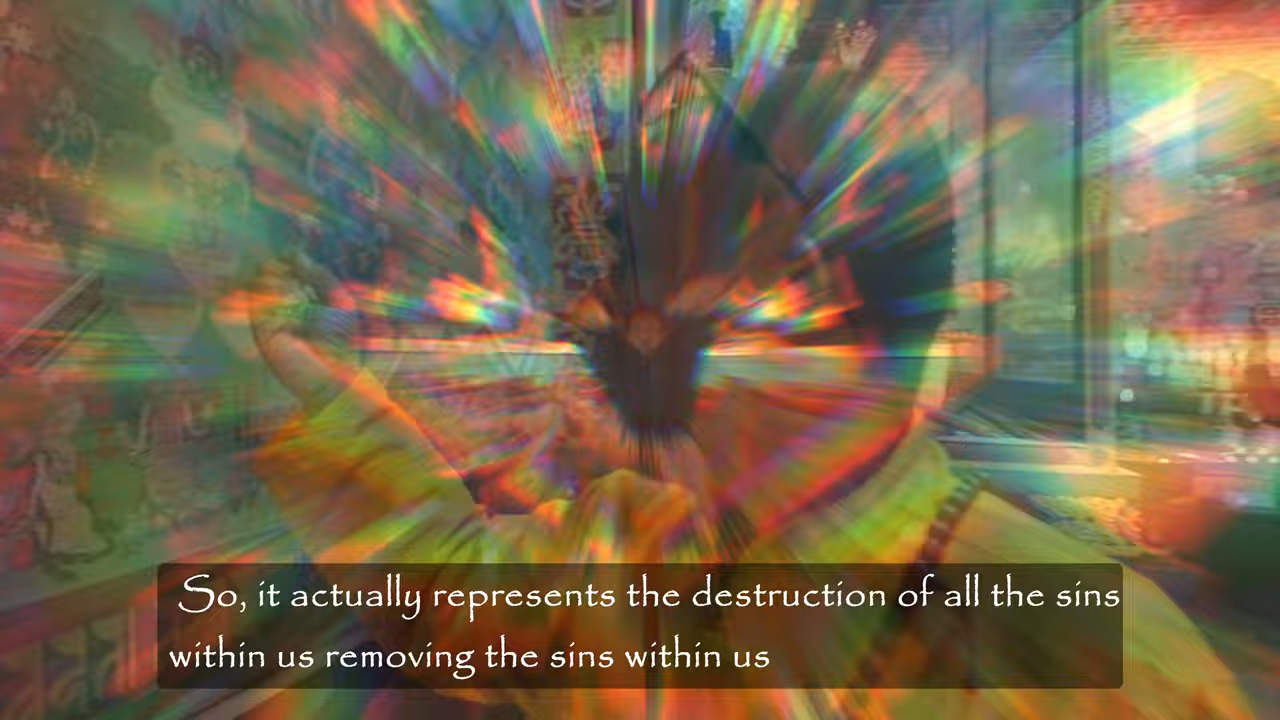 So, it actually represents the destruction of all the sins
within us removing the sins within us